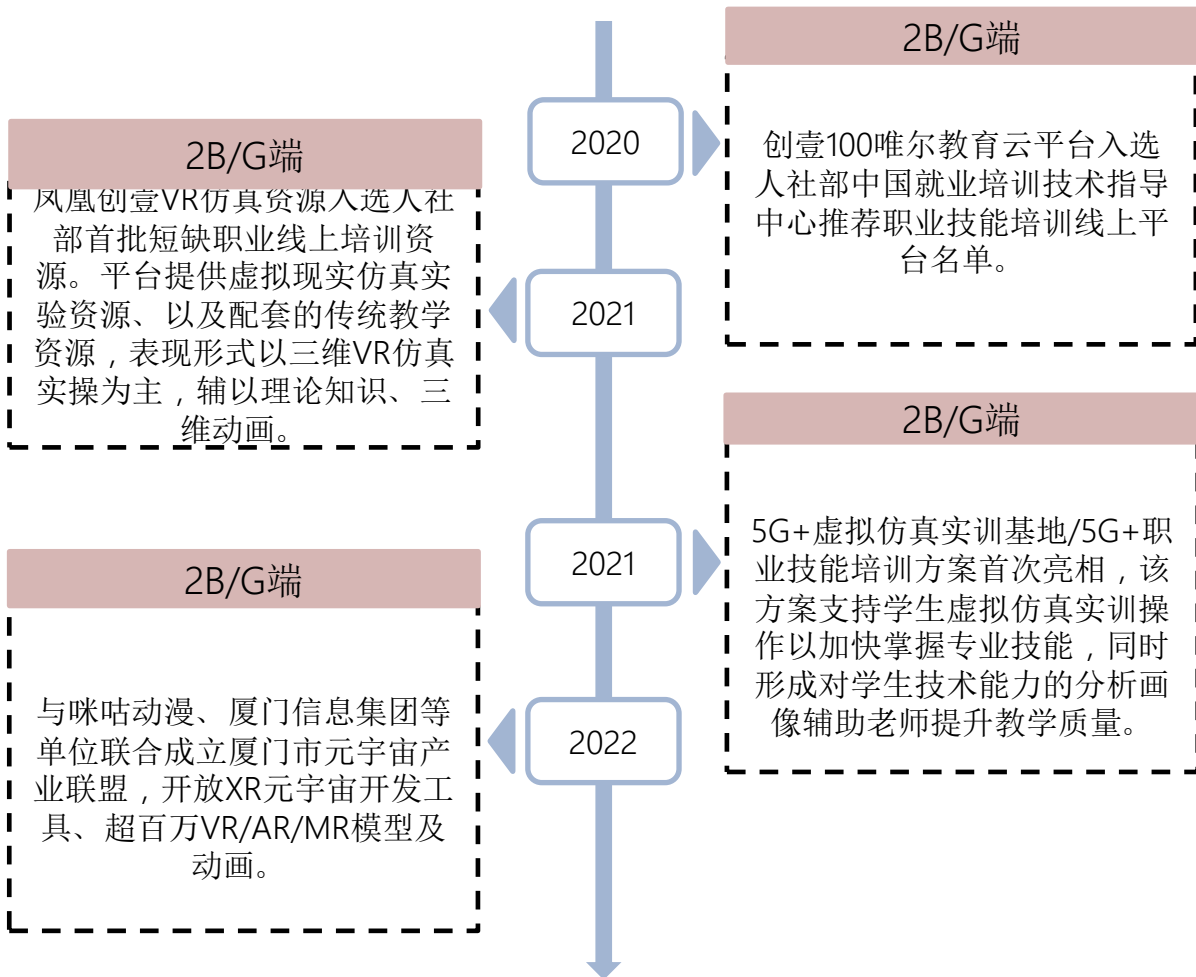 2B/G端
2020
创壹100唯尔教育云平台入选
人社部中国就业培训技术指导
中心推荐职业技能培训线上平
台名单。
2B/G端
凤凰创壹VR仿真资源入选人社
部首批短缺职业线上培训资
源。平台提供虚拟现实仿真实
验资源、以及配套的传统教学
资源，表现形式以三维VR仿真
实操为主，辅以理论知识、三
维动画。
2021
2B/G端
2021
5G+虚拟仿真实训基地/5G+职
业技能培训方案首次亮相，该
方案支持学生虚拟仿真实训操
作以加快掌握专业技能，同时
形成对学生技术能力的分析画
像辅助老师提升教学质量。
2B/G端
与咪咕动漫、厦门信息集团等
单位联合成立厦门市元宇宙产
业联盟，开放XR元宇宙开发工
具、超百万VR/AR/MR模型及
动画。
2022